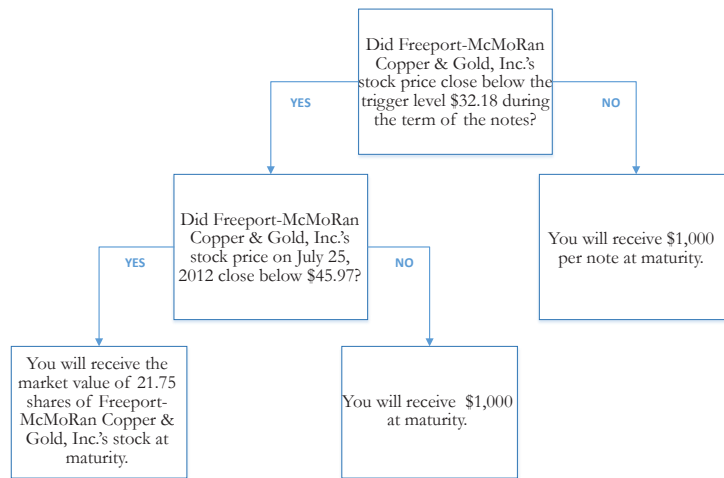 Did Freeport-McMoRan
Copper & Gold, Inc.'s
stock price close below the
trigger level $32.18 during
the term of the notes?
YES
NO
Did Freeport-McMoRan
Copper & Gold, Inc.'s
stock price on July 25,
2012 close below $45.97?
You will receive $1,000
per note at maturity.
YES
NO
You will receive the
market value of 21.75
shares of Freeport-
McMoRan Copper &
Gold, Inc.'s stock at
maturity.
You will receive $1,000
at maturity.